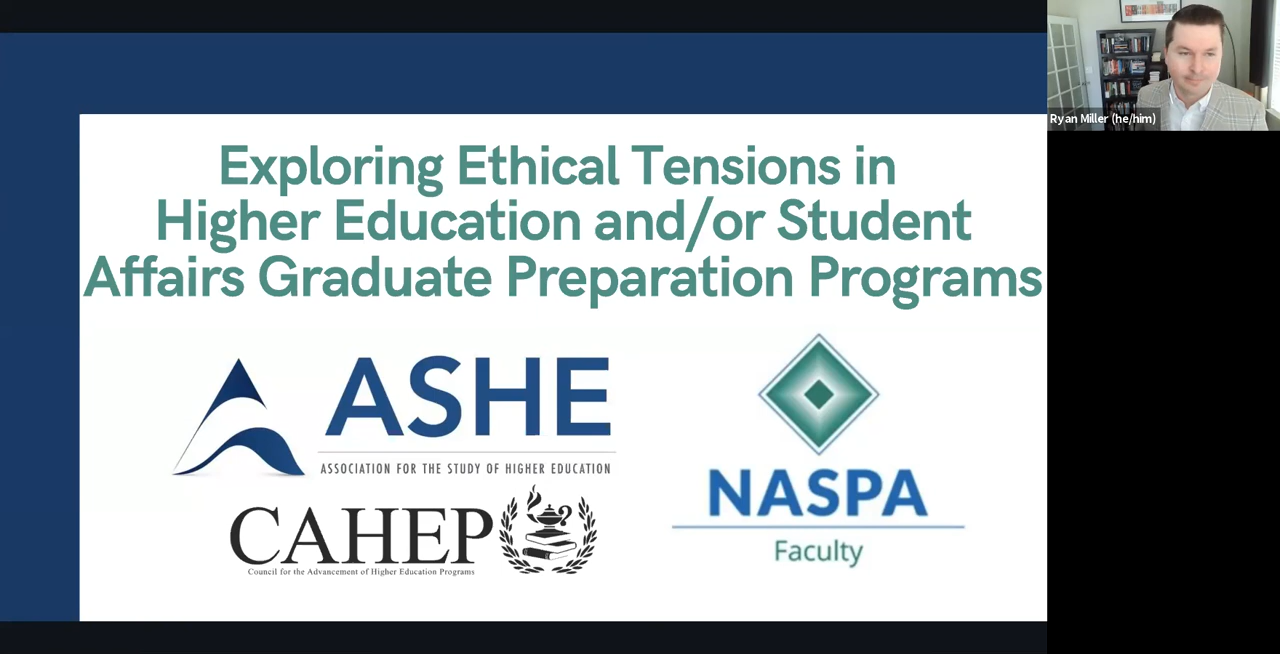 Exploring Ethical Tensions in
Higher Education and/or Student
Affairs Graduate Preparation Programs
ASHE
ASSOCIATION FOR THE STUDY OF HIGHER EDUCATION
CAHEP
Council for the Advancement of Higher Education Programs
NASPA
Faculty
Ryan Miller (he/him)